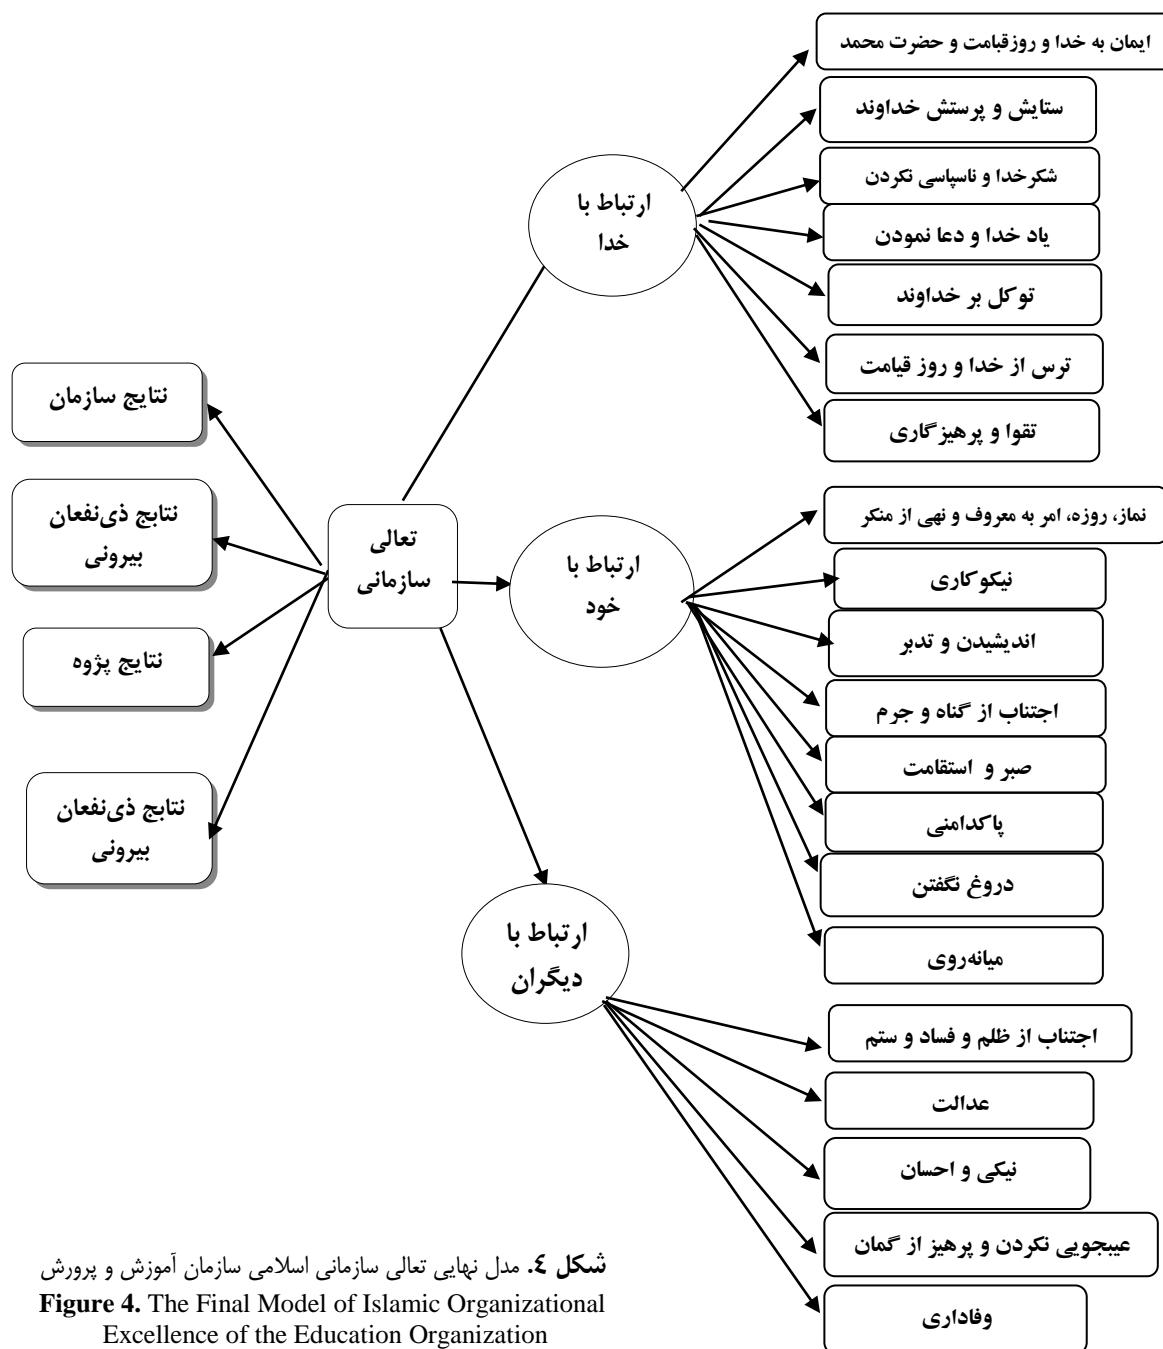 ایمان به خدا و روزقیامت و حضرت محمد
ستایش و پرستش خداوند
شکرخدا و ناسپاسی نکردن
یاد خدا و دعا نمودن
توکل بر خداوند
ترس از خدا و روز قیامت
تقوا و پرهیزگاری
ارتباط با
خدا
نماز، روزه، امر به معروف و نهی از منکر
نیکوکاری
اندیشیدن و تدبر
اجتناب از گناه و جرم
صبر و استقامت
پاکدامنی
دروغ نگفتن
میانه‌روی
ارتباط با
خود
اجتناب از ظلم و فساد و ستم
عدالت
نیکی و احسان
عیبجویی نکردن و پرهیز از گمان
وفاداری
ارتباط با
دیگران
تعالی
سازمانی
نتایج سازمان
نتایج ذی‌نفعان
بیرونی
نتایج پژوه
نتایج ذی‌نفعان
بیرونی
شکل ٤. مدل نهایی تعالی سازمانی اسلامی سازمان آموزش و پرورش
Figure 4. The Final Model of Islamic Organizational
Excellence of the Education Organization